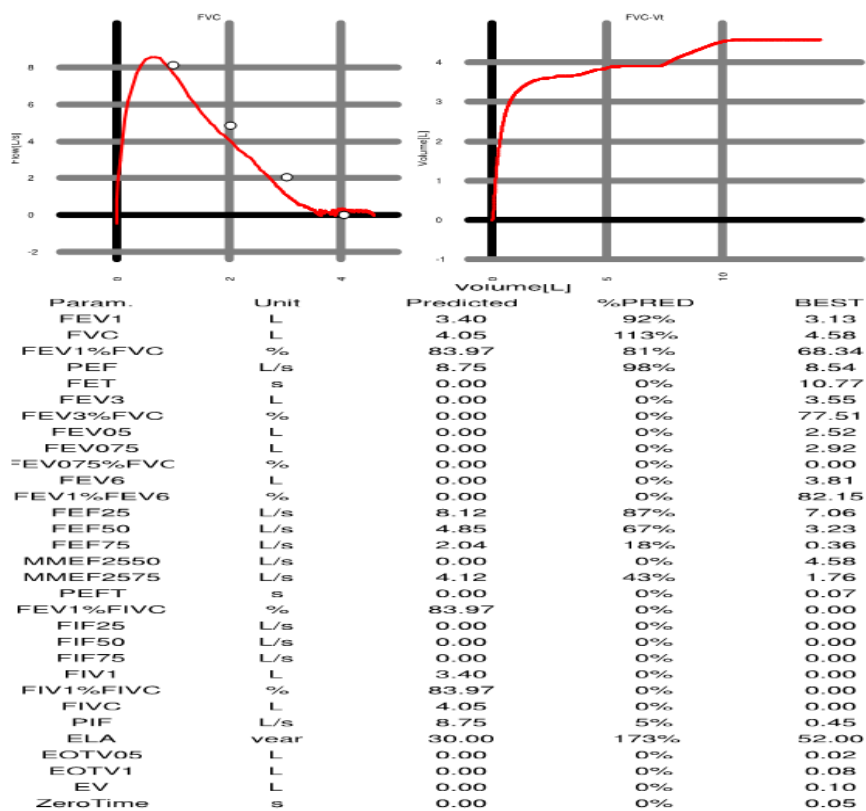 FVC
FVC-Vt
8
6
4
2
0
-2
Flow[L/s]
0
2
4
4
3
2
1
0
-1
Volume[L]
0
5
10
Volume[L]
Param. Unit Predicted %PRED BEST
FEV1 L 3.40 92% 3.13
FVC L 4.05 113% 4.58
FEV1%FVC % 83.97 81% 68.34
PEF L/s 8.75 98% 8.54
FET s 0.00 0% 10.77
FEV3 L 0.00 0% 3.55
FEV3%FVC % 0.00 0% 77.51
FEV05 L 0.00 0% 2.52
FEV075 L 0.00 0% 2.92
FEV075%FVC % 0.00 0% 0.00
FEV6 L 0.00 0% 3.81
FEV1%FEV6 % 0.00 0% 82.15
FEF25 L/s 8.12 87% 7.06
FEF50 L/s 4.85 67% 3.23
FEF75 L/s 2.04 18% 0.36
MMEF2550 L/s 0.00 0% 4.58
MMEF2575 L/s 4.12 43% 1.76
PEFT s 0.00 0% 0.07
FEV1%FIVC % 83.97 0% 0.00
FIF25 L/s 0.00 0% 0.00
FIF50 L/s 0.00 0% 0.00
FIF75 L/s 0.00 0% 0.00
FIV1 L 3.40 0% 0.00
FIV1%FIVC % 83.97 0% 0.00
FIVC L 4.05 0% 0.00
PIF L/s 8.75 5% 0.45
ELA year 30.00 173% 52.00
EOTV05 L 0.00 0% 0.02
EOTV1 L 0.00 0% 0.08
EV L 0.00 0% 0.10
ZeroTime s 0.00 0% 0.05